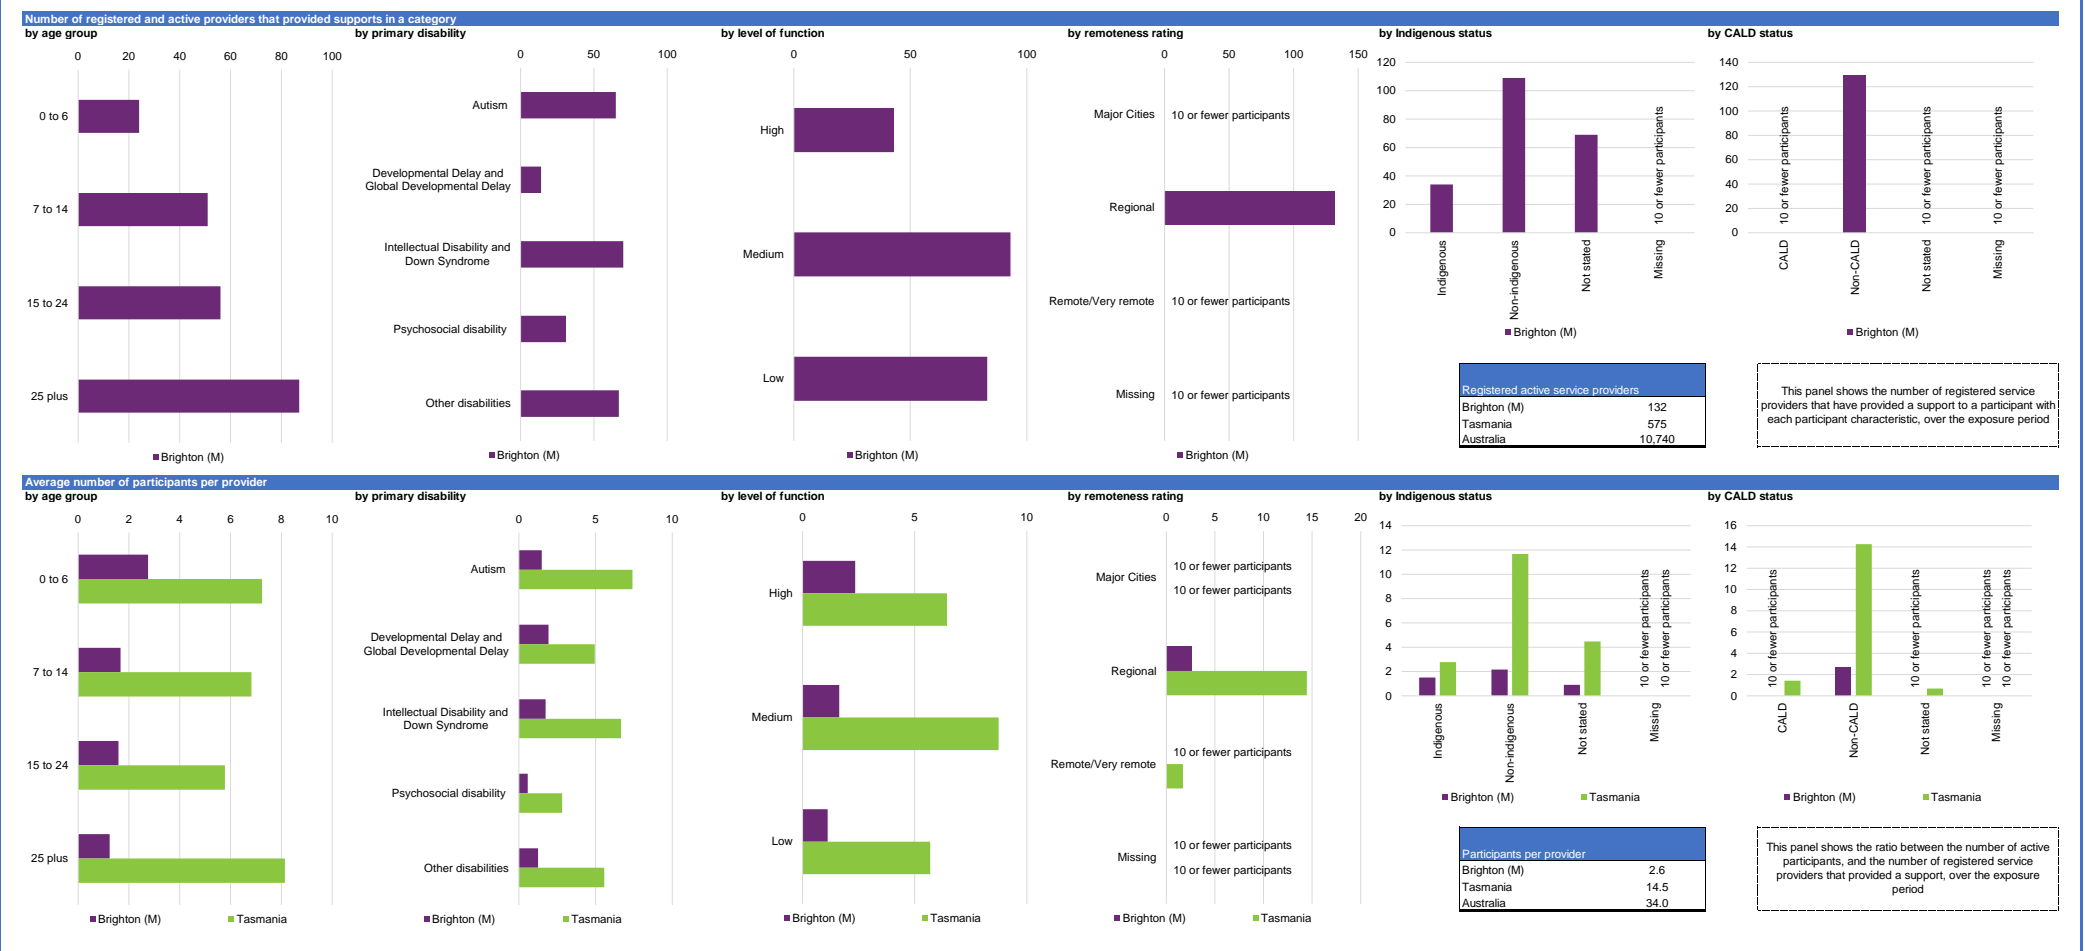 Number of registered and active providers that provided supports in a category
by age group
0 20 40 60 80 100
0 to 6
7 to 14
15 to 24
25 plus
Brighton (M)
by primary disability
0 50 100
Autism
Developmental Delay and
Global Developmental Delay
Intellectual Disability and
Down Syndrome
Psychosocial disability
Other disabilities
Brighton (M)
by level of function
0 50 100
High
Medium
Low
Brighton (M)
by remoteness rating
0 50 100 150
Major Cities 10 or fewer participants
Regional
Remote/Very remote 10 or fewer participants
Missing 10 or fewer participants
Brighton (M)
by Indigenous status
120
100
80
60
40
20
0
10 or fewer participants
Indigenous
Non-indigenous
Not stated
Missing
Brighton (M)
by CALD status
140
120
100
80
60
40
20
0
10 or fewer participants
10 or fewer participants
10 or fewer participants
CALD
Non-CALD
Not stated
Missing
Brighton (M)
Registered active service providers
Brighton (M) 132
Tasmania 575
Australia 10,740
This panel shows the number of registered service
providers that have provided a support to a participant with
each participant characteristic, over the exposure period
Average number of participants per provider
by age group
0 2 4 6 8 10
0 to 6
7 to 14
15 to 24
25 plus
Brighton (M) Tasmania
by primary disability
0 5 10
Autism
Developmental Delay and
Global Developmental Delay
Intellectual Disability and
Down Syndrome
Psychosocial disability
Other disabilities
Brighton (M) Tasmania
by level of function
0 5 10
High
Medium
Low
Brighton (M) Tasmania
by remoteness rating
0 5 10 15 20
10 or fewer participants
Major Cities
10 or fewer participants
Regional
10 or fewer participants
Remote/Very remote
10 or fewer participants
Missing
10 or fewer participants
Brighton (M) Tasmania
by Indigenous status
14
12
10
8
6
4
2
0
10 or fewer participants
10 or fewer participants
Indigenous
Non-indigenous
Not stated
Missing
Brighton (M) Tasmania
by CALD status
16
14
12
10
8
6
4
2
0
10 or fewer participants
10 or fewer participants
10 or fewer participants
10 or fewer participants
CALD
Non-CALD
Not stated
Missing
Brighton (M) Tasmania
Participants per provider
Brighton (M) 2.6
Tasmania 14.5
Australia 34.0
This panel shows the ratio between the number of active
participants, and the number of registered service
providers that provided a support, over the exposure
period